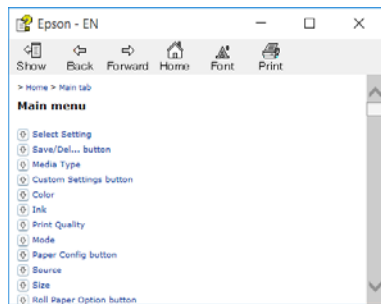 Epson - EN
Show Back Forward Home Font Print
> Home > Main tab
Main menu
Select Setting
Save/Del... button
Media Type
Custom Settings button
Color
Ink
Print Quality
Mode
Paper Config button
Source
Size
Roll Paper Option button